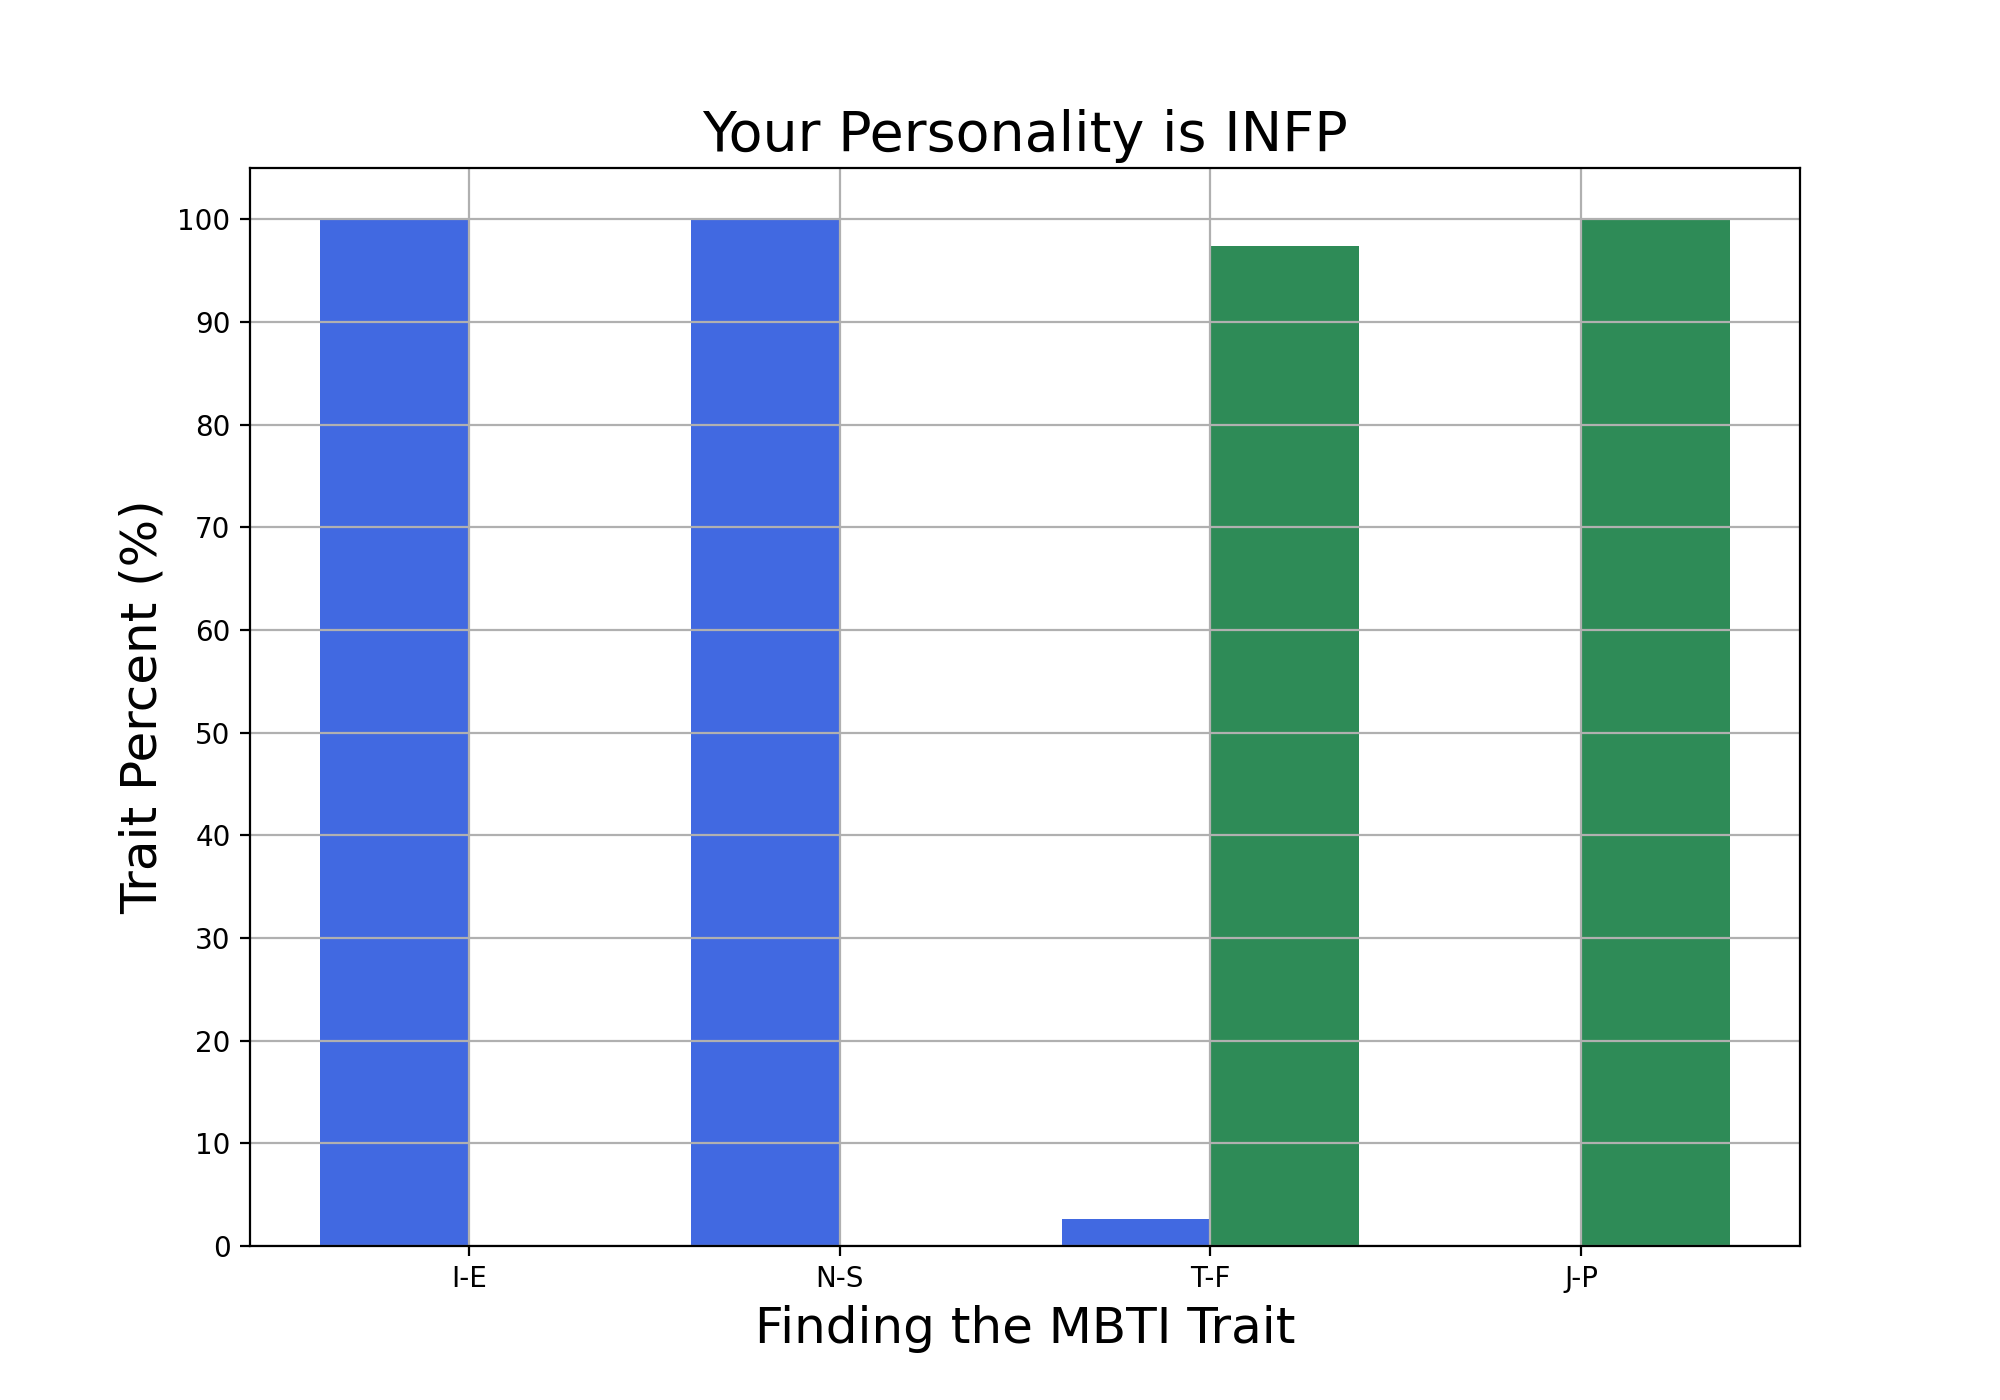 Your Personality is INFP
Trait Percent (%)
100
90
80
70
60
50
40
30
20
10
0
I-E
N-S
T-F
J-P
Finding the MBTI Trait